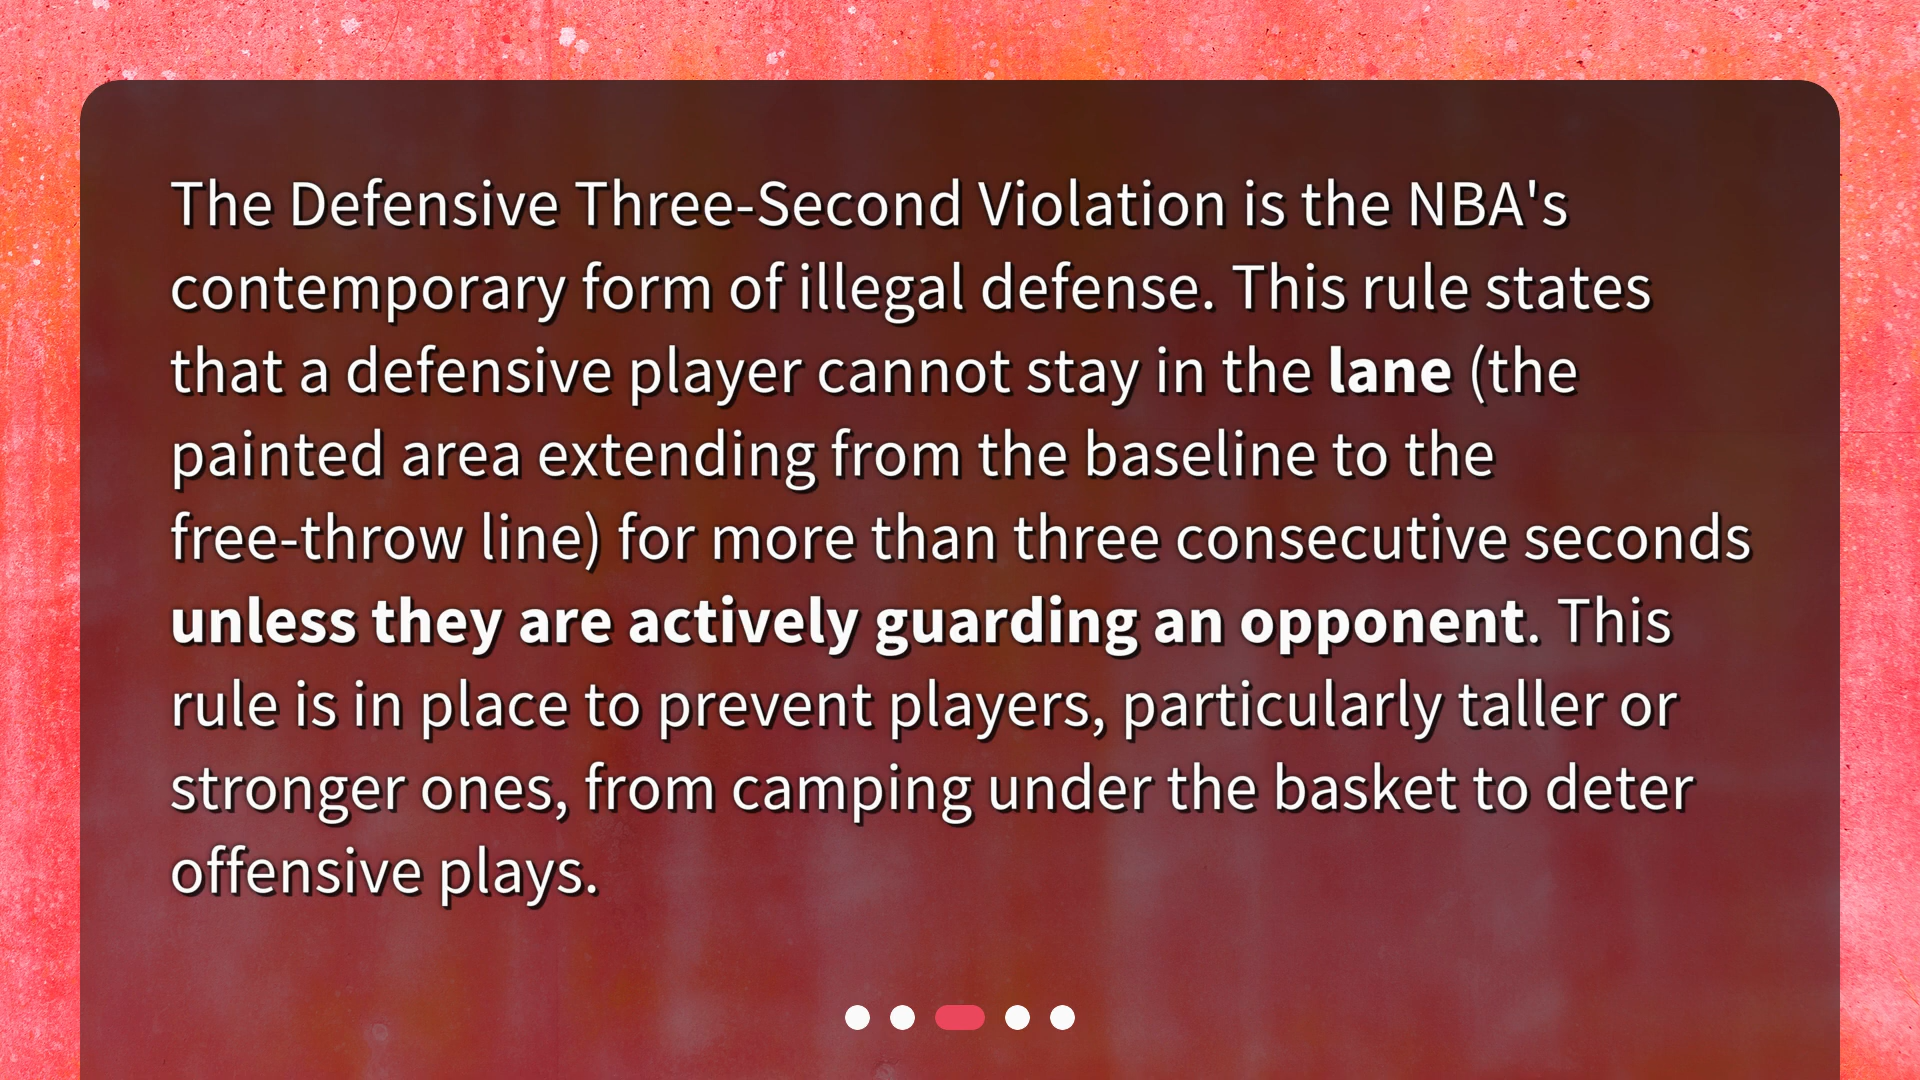 The Defensive Three-Second Violation is the NBA's
contemporary form of illegal defense. This rule states
that a defensive player cannot stay in the lane (the
painted area extending from the baseline to the
free-throw line) for more than three consecutive seconds
unless they are actively guarding an opponent. This
rule is in place to prevent players, particularly taller or
stronger ones, from camping under the basket to deter
offensive plays.